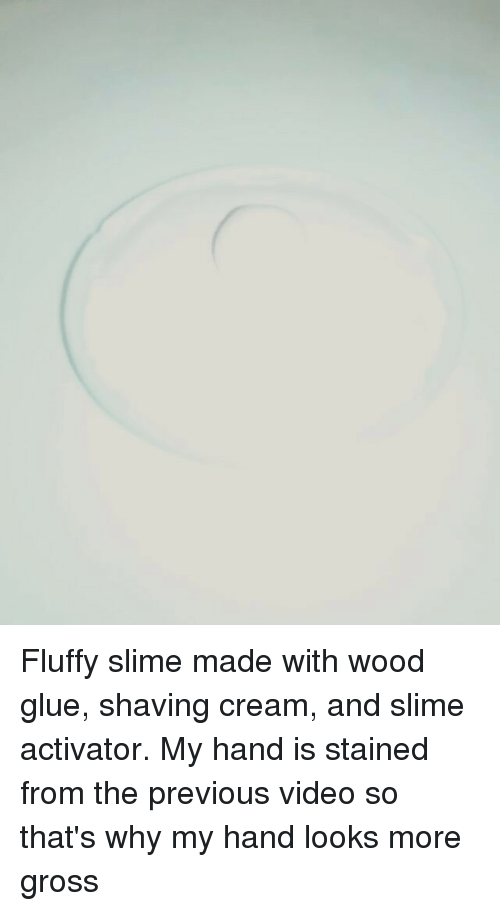 Fluffy slime made with wood
glue, shaving cream, and slime
activator. My hand is stained
from the previous video so
that's why my hand looks more
gross